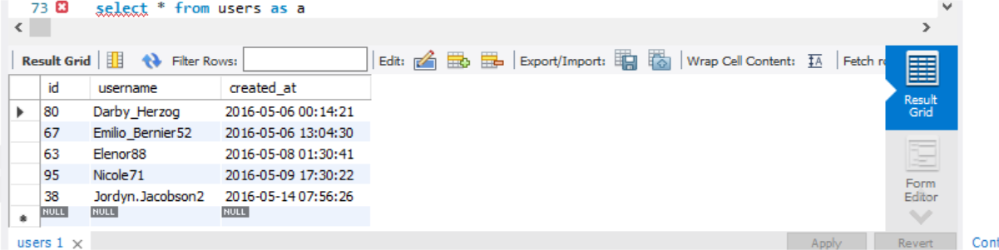 73 select * from users as a
Result Grid Filter Rows: Edit: Export/Import: Wrap Cell Content: Fetch
id username created_at
80 Darby_Herzog 2016-05-06 00:14:21
67 Emilio_Bernier52 2016-05-06 13:04:30
63 Elenor88 2016-05-08 01:30:41
95 Nicole71 2016-05-09 17:30:22
38 Jordyn.Jacobson2 2016-05-14 07:56:26
NULL NULL NULL
Result
Grid
Form
Editor
users 1 Apply Revert